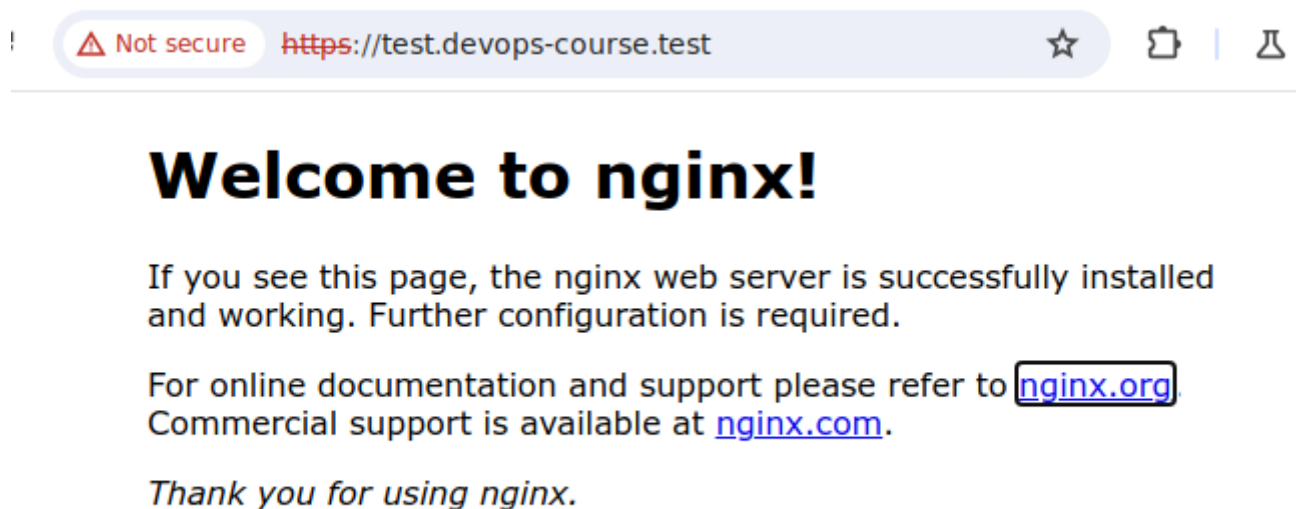 Not secure https://test.devops-course.test
Welcome to nginx!
If you see this page, the nginx web server is successfully installed
and working. Further configuration is required.
For online documentation and support please refer to nginx.org.
Commercial support is available at nginx.com.
Thank you for using nginx.